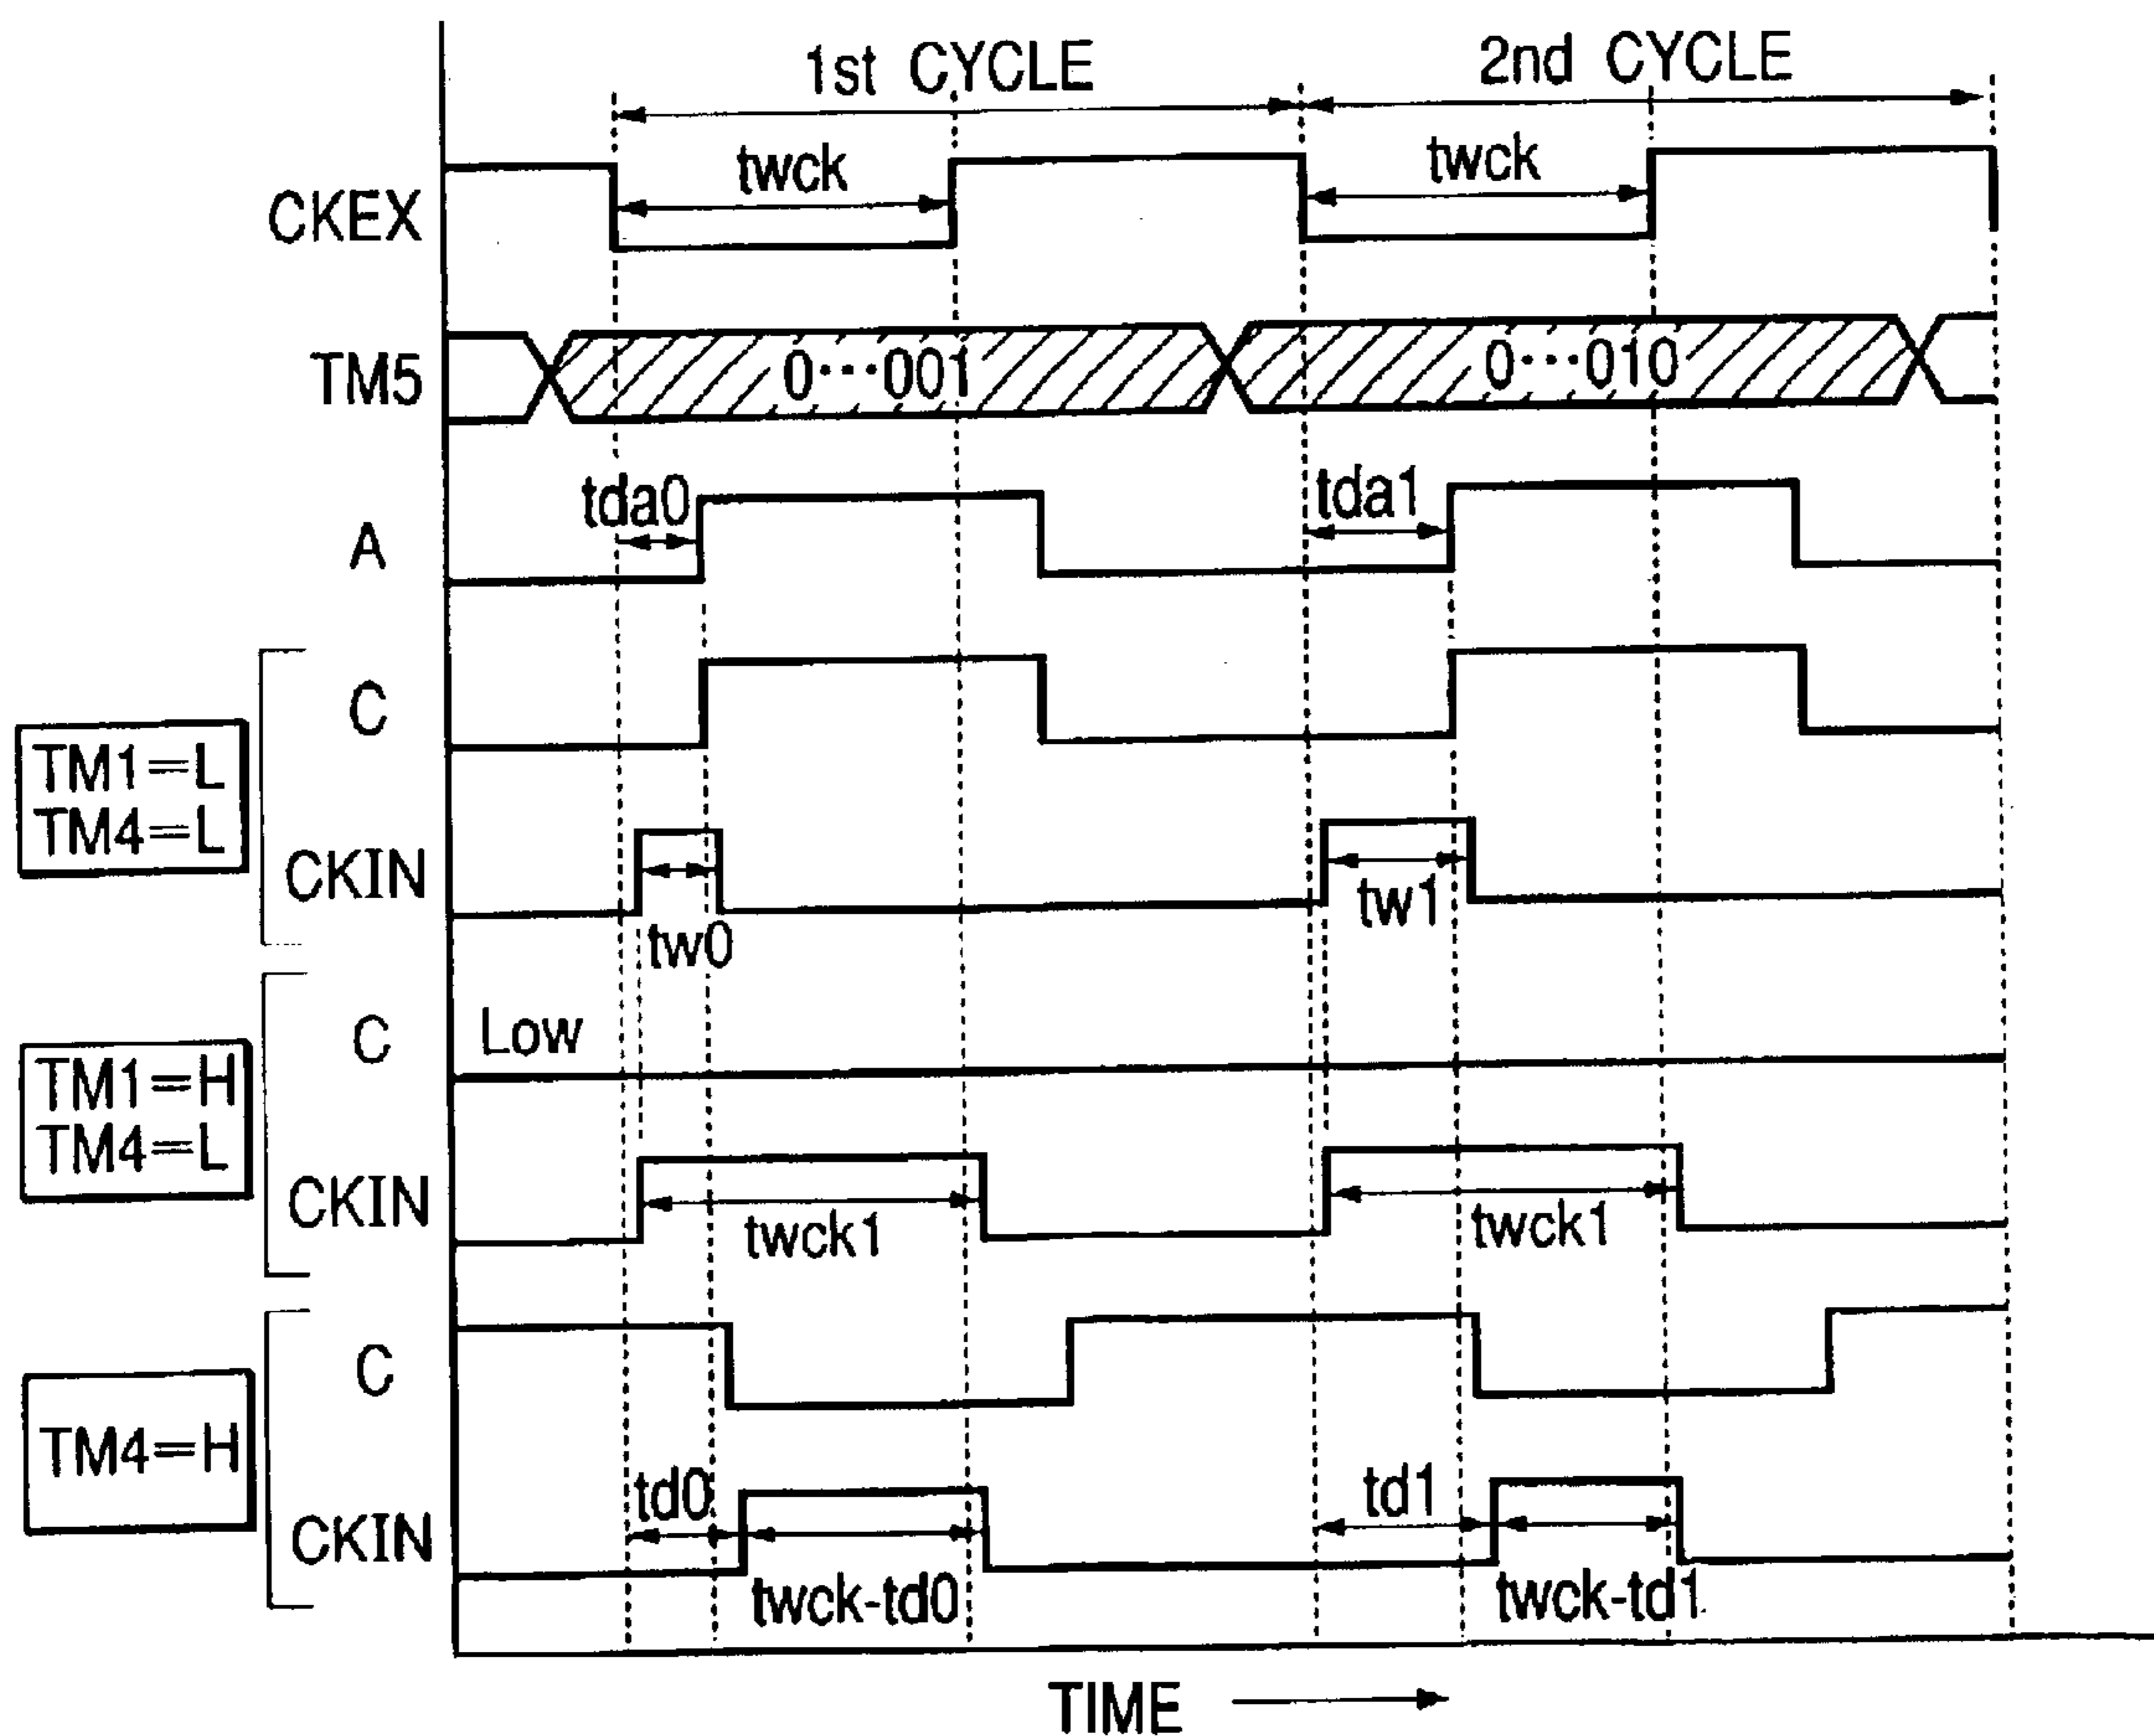 1st CYCLE
2nd CYCLE
CKEX
twck
twck
TM5
0···001
0···010
A
tda0
tda1
TM1=L
TM4=L
C
CKIN
tw0
tw1
TM1=H
TM4=L
C
Low
CKIN
twck1
twck1
TM4=H
C
CKIN
td0
twck-td0
td1
twck-td1
TIME